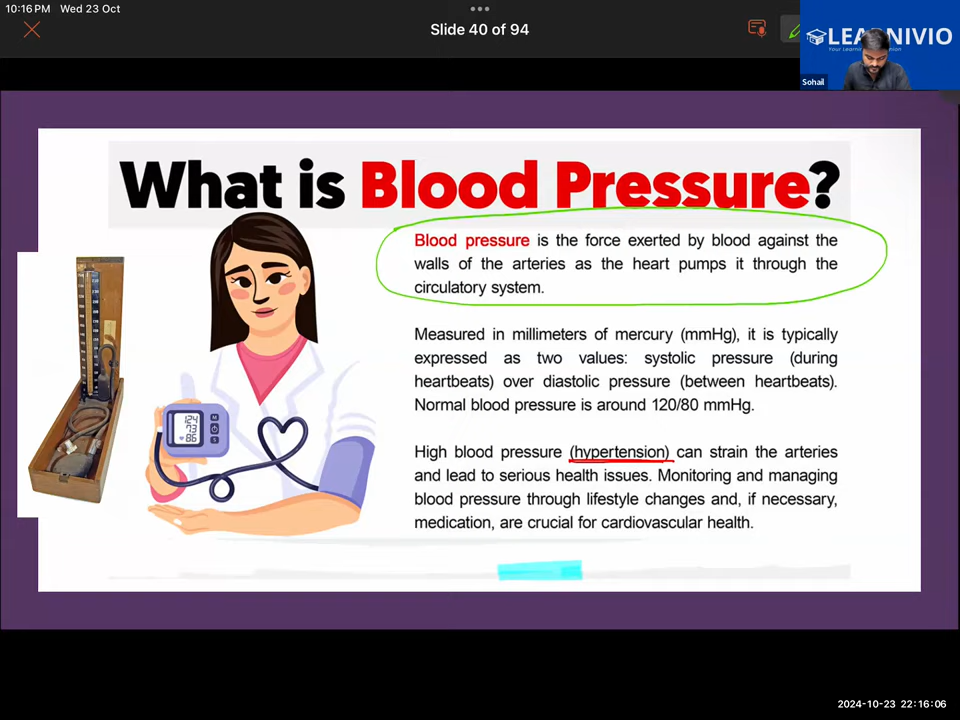 10:16 PM Wed 23 Oct
Slide 40 of 94
LEARNIVIO
Sohail
What is Blood Pressure?
Blood pressure is the force exerted by blood against the
walls of the arteries as the heart pumps it through the
circulatory system.
Measured in millimeters of mercury (mmHg), it is typically
expressed as two values: systolic pressure (during
heartbeats) over diastolic pressure (between heartbeats).
Normal blood pressure is around 120/80 mmHg.
High blood pressure (hypertension) can strain the arteries
and lead to serious health issues. Monitoring and managing
blood pressure through lifestyle changes and, if necessary,
medication, are crucial for cardiovascular health.
124
73
86
M
S
2024-10-23 22:16:06